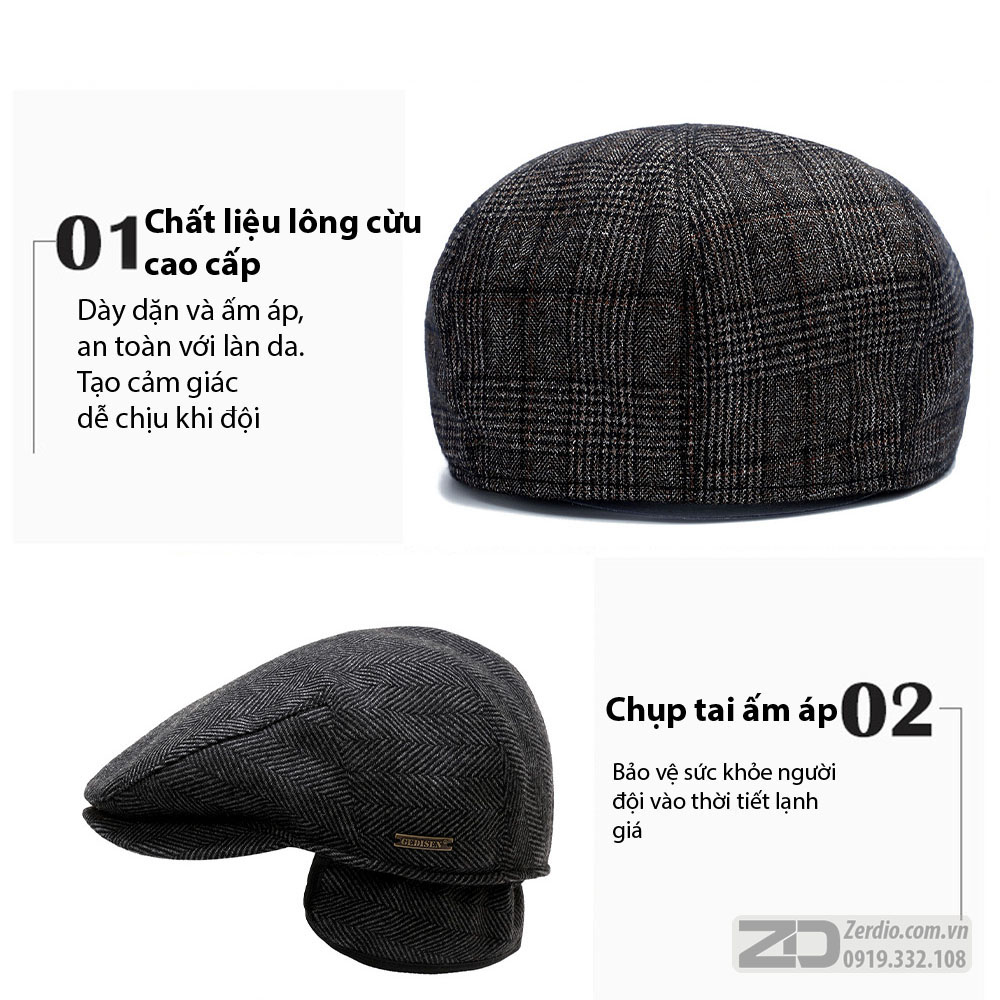 01
Chất liệu lông cừu
cao cấp
Dày dặn và ấm áp,
an toàn với làn da.
Tạo cảm giác
dễ chịu khi đội
Chụp tai ấm áp
02
Bảo vệ sức khỏe người
đội vào thời tiết lạnh
giá
GEDISEN
ZD
Zerdio.com.vn
0919.332.108